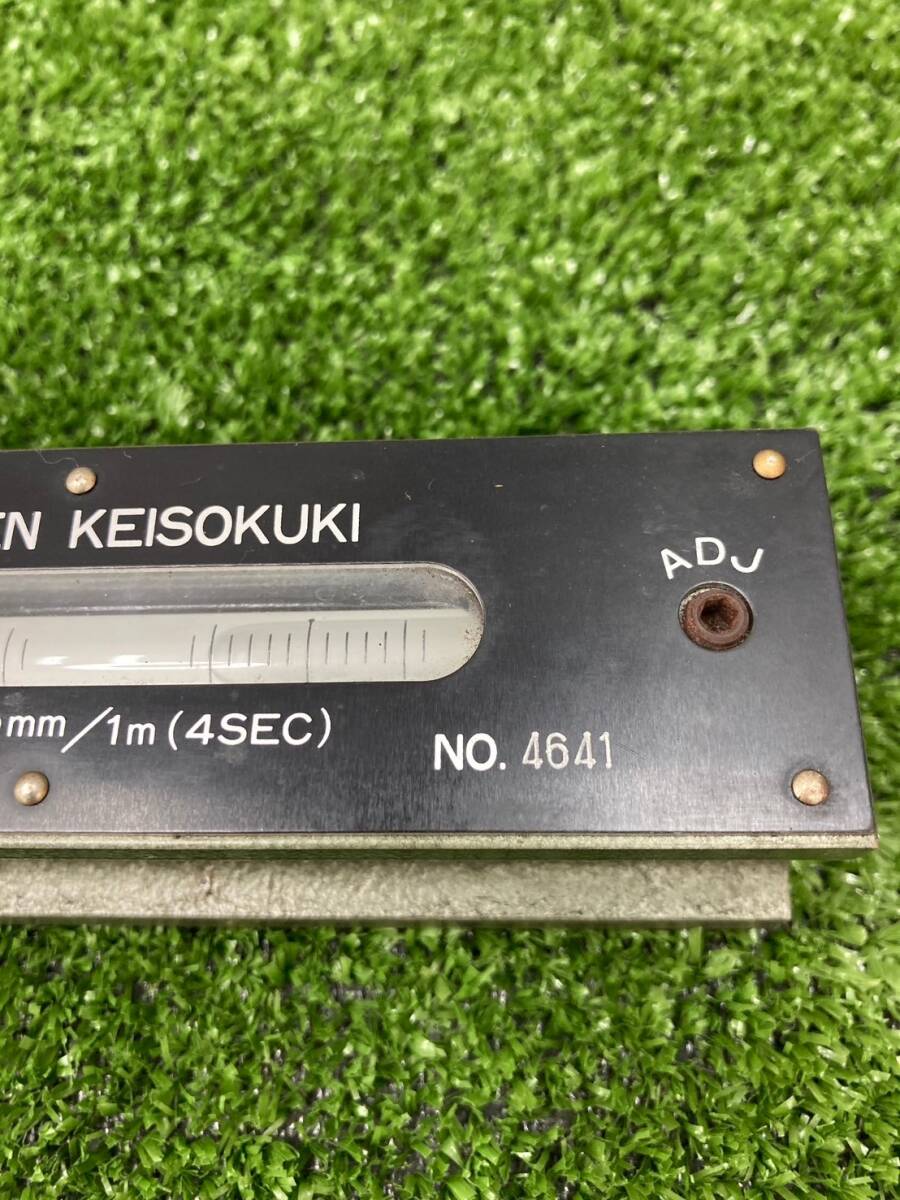 KEISOKUKI
ADJ
mm/1m (4SEC)
NO. 4641